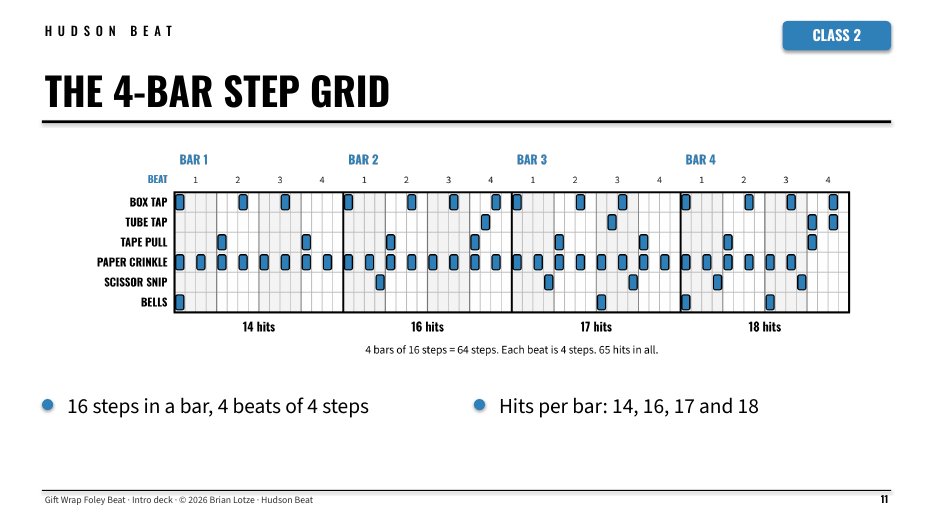 HUDSON BEAT
CLASS 2
THE 4-BAR STEP GRID
BAR 1 BAR 2 BAR 3 BAR 4
BEAT 1 2 3 4 1 2 3 4 1 2 3 4 1 2 3 4
BOX TAP
TUBE TAP
TAPE PULL
PAPER CRINKLE
SCISSOR SNIP
BELLS
14 hits 16 hits 17 hits 18 hits
4 bars of 16 steps = 64 steps. Each beat is 4 steps. 65 hits in all.
16 steps in a bar, 4 beats of 4 steps
Hits per bar: 14, 16, 17 and 18
Gift Wrap Foley Beat · Intro deck · © 2026 Brian Lotze · Hudson Beat
11